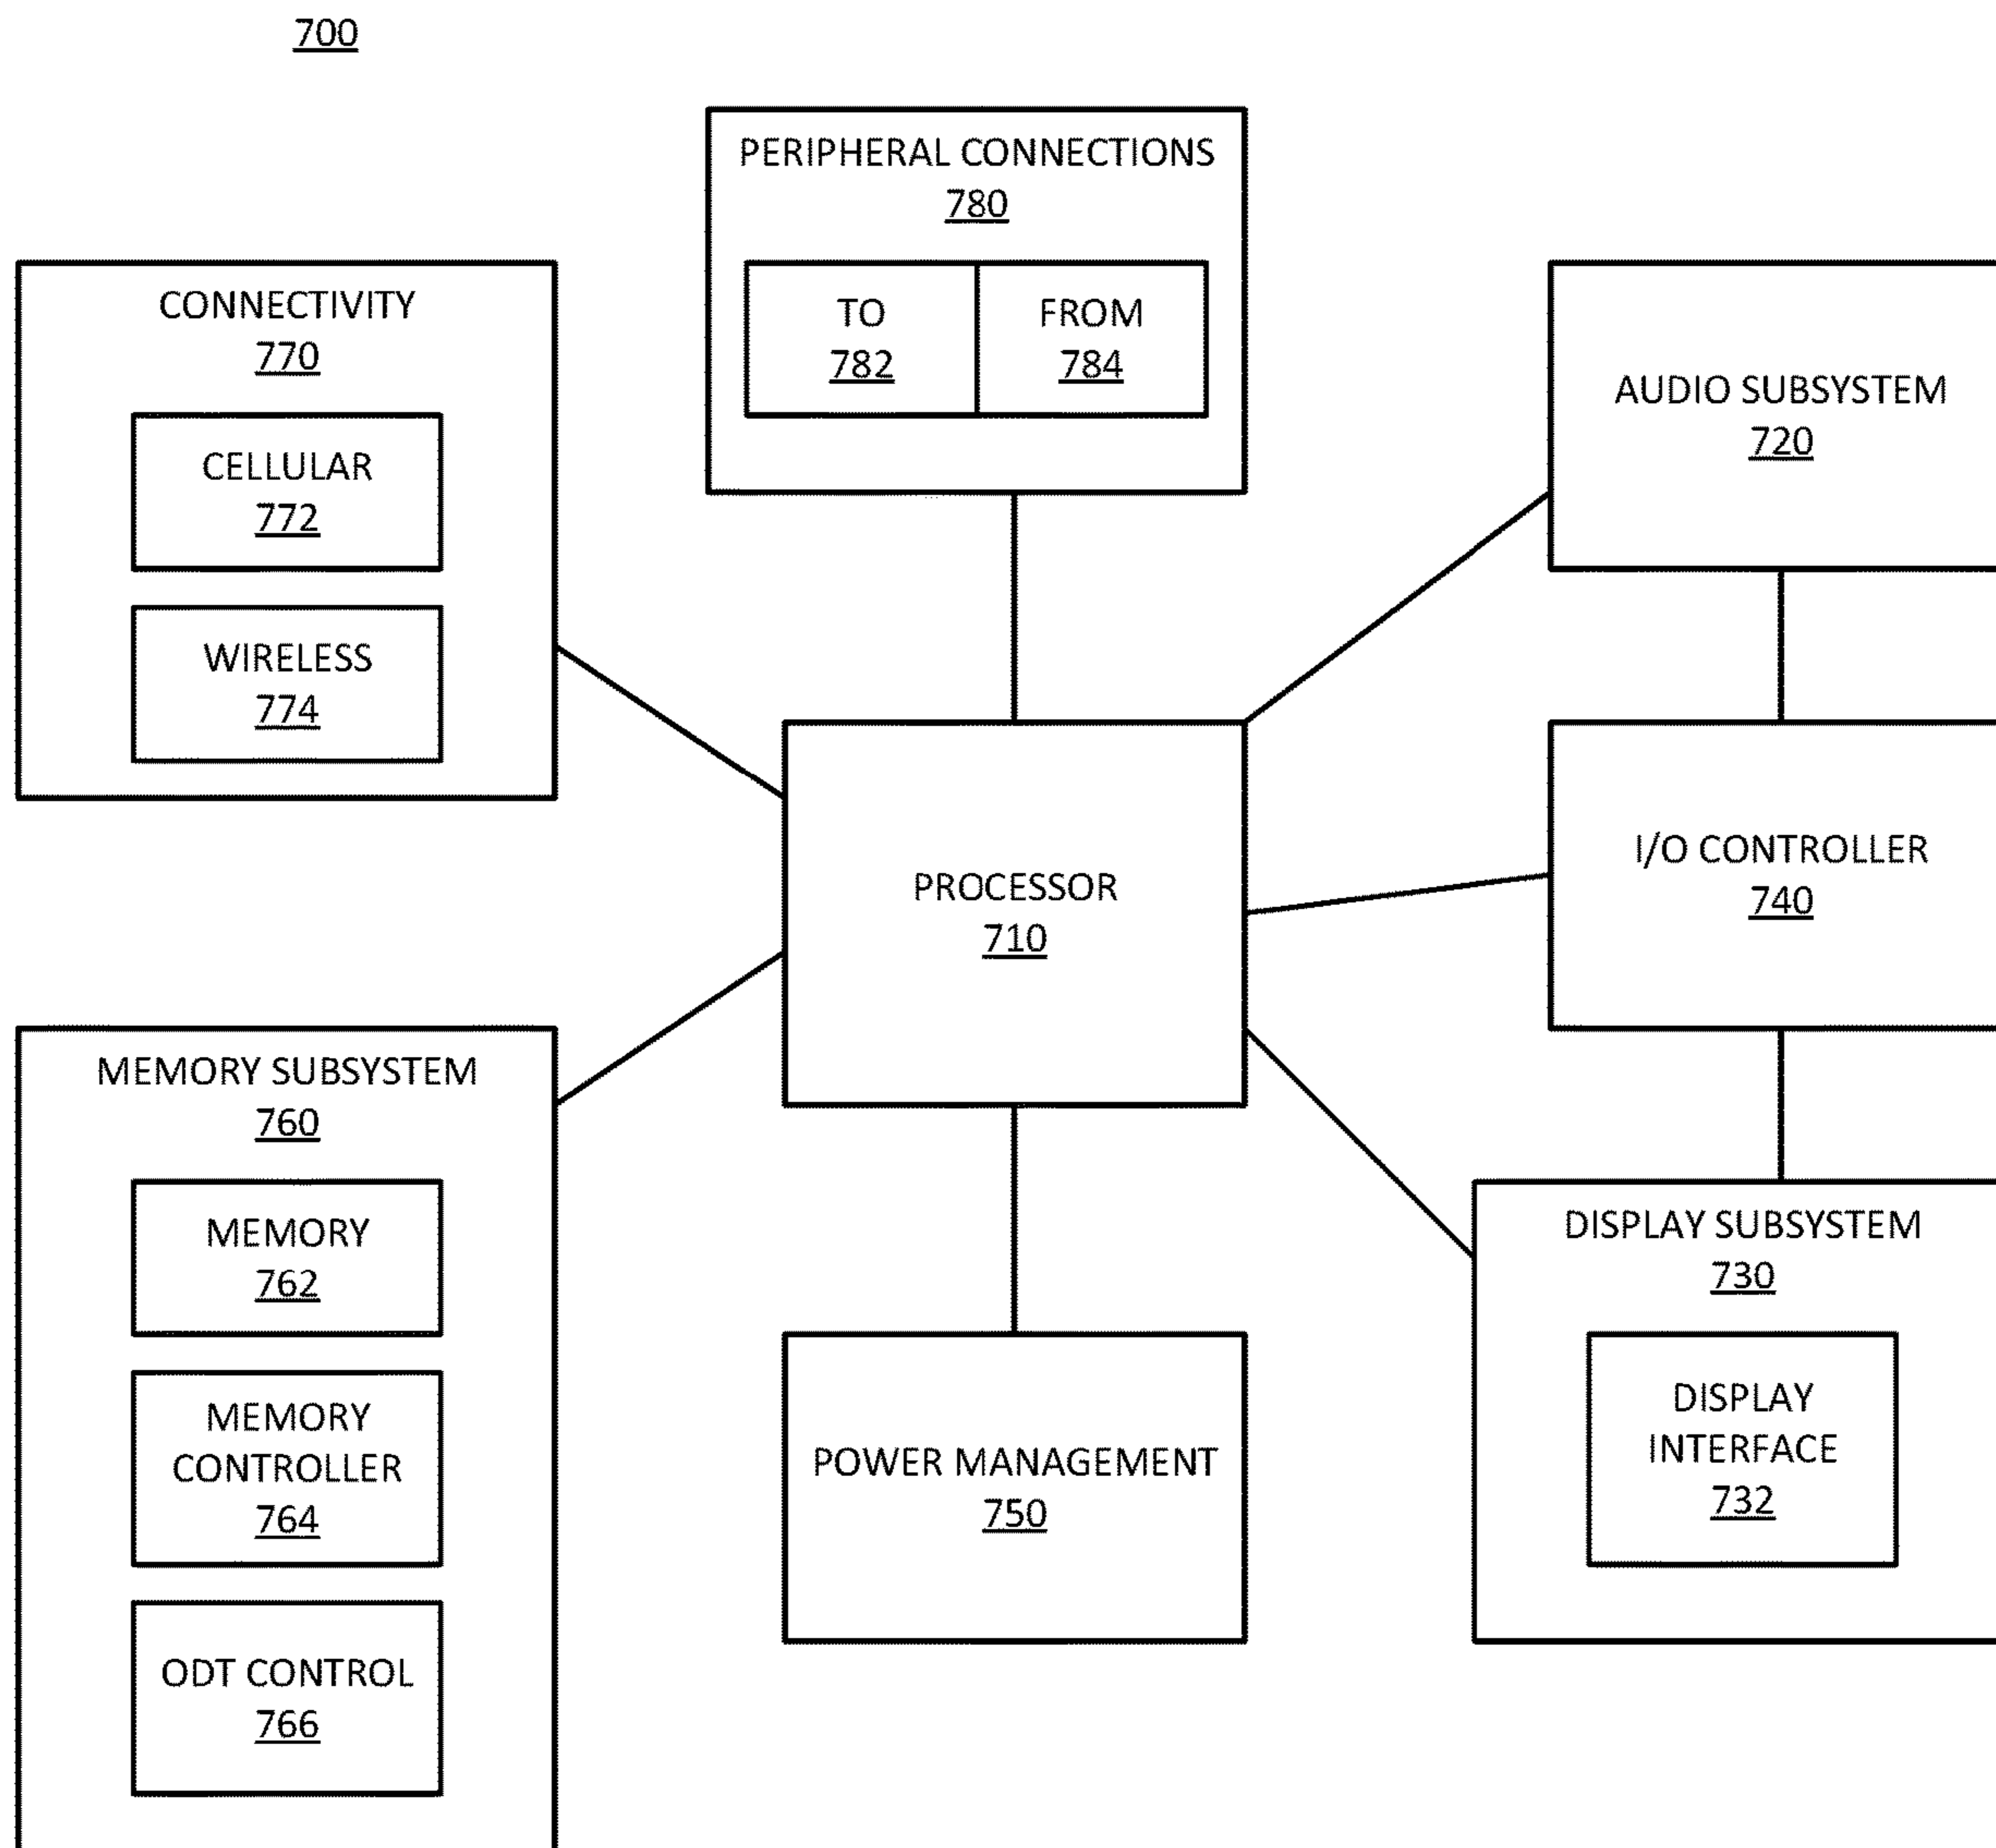 700
PERIPHERAL CONNECTIONS
780
TO
782
FROM
784
CONNECTIVITY
770
CELLULAR
772
WIRELESS
774
AUDIO SUBSYSTEM
720
PROCESSOR
710
I/O CONTROLLER
740
MEMORY SUBSYSTEM
760
MEMORY
762
MEMORY
CONTROLLER
764
ODT CONTROL
766
POWER MANAGEMENT
750
DISPLAY SUBSYSTEM
730
DISPLAY
INTERFACE
732